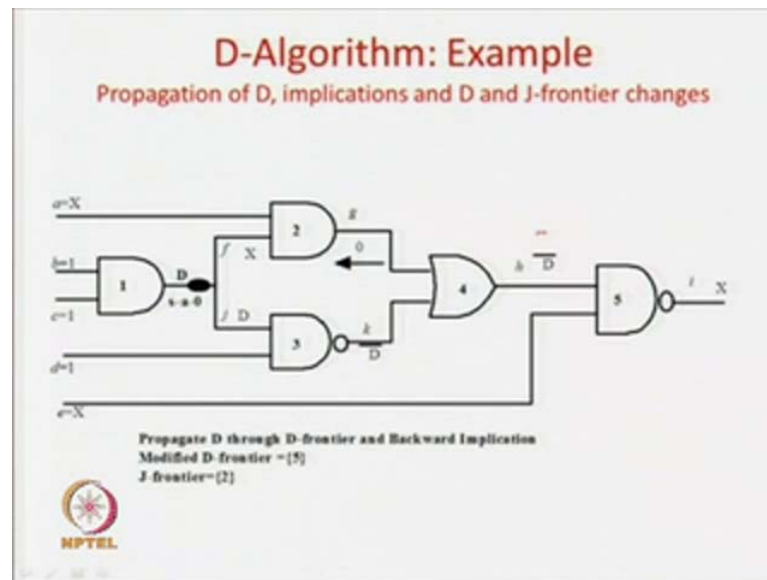 D-Algorithm: Example
Propagation of D, implications and D and J-frontier changes
a=X
g
2
f X
0
b=1
1
D
s-a-0
c=1
h D
4
i X
5
j D
3
k
D
d=1
e=X
Propagate D through D-frontier and Backward Implication
Modified D-frontier ={5}
J-frontier={2}
NPTEL